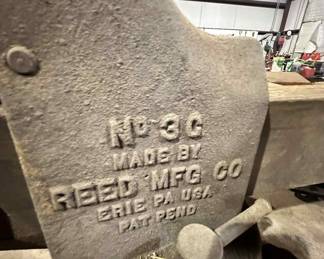 No 3C
MADE BY
REED MFG CO
ERIE PA USA
PAT PEND